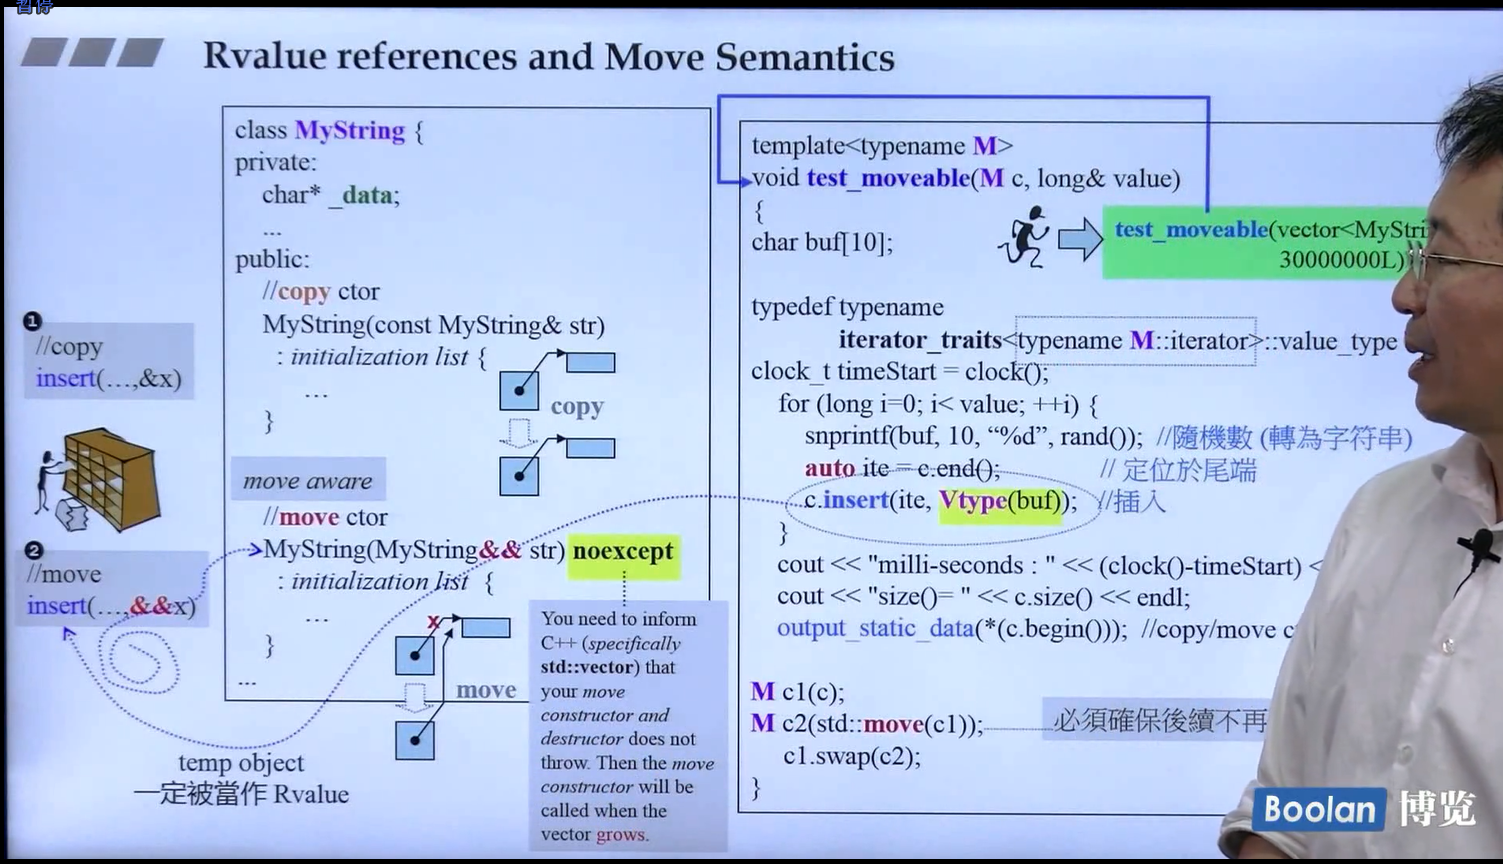 暫停
Rvalue references and Move Semantics
class MyString {
private:
char* _data;
...
public:
//copy ctor
MyString(const MyString& str)
: initialization list {
...
}
copy
move aware
//move ctor
MyString(MyString&& str) noexcept
: initialization list {
...
}
...
x
move
1
//copy
insert(…,&x)
2
//move
insert(…,&&x)
temp object
一定被當作 Rvalue
You need to inform
C++ (specifically
std::vector) that
your move
constructor and
destructor does not
throw. Then the move
constructor will be
called when the
vector grows.
template<typename M>
void test_moveable(M c, long& value)
{
char buf[10];
test_moveable(vector<MyStri
30000000L)
typedef typename
iterator_traits<typename M::iterator>::value_type
clock_t timeStart = clock();
for (long i=0; i< value; ++i) {
snprintf(buf, 10, “%d”, rand()); //隨機數 (轉為字符串)
auto ite = c.end(); // 定位於尾端
c.insert(ite, Vtype(buf)); //插入
}
cout << "milli-seconds : " << (clock()-timeStart) <
cout << "size()= " << c.size() << endl;
output_static_data(*(c.begin())); //copy/move c
M c1(c);
M c2(std::move(c1)); 必須確保後續不再
c1.swap(c2);
}
Boolan 博览